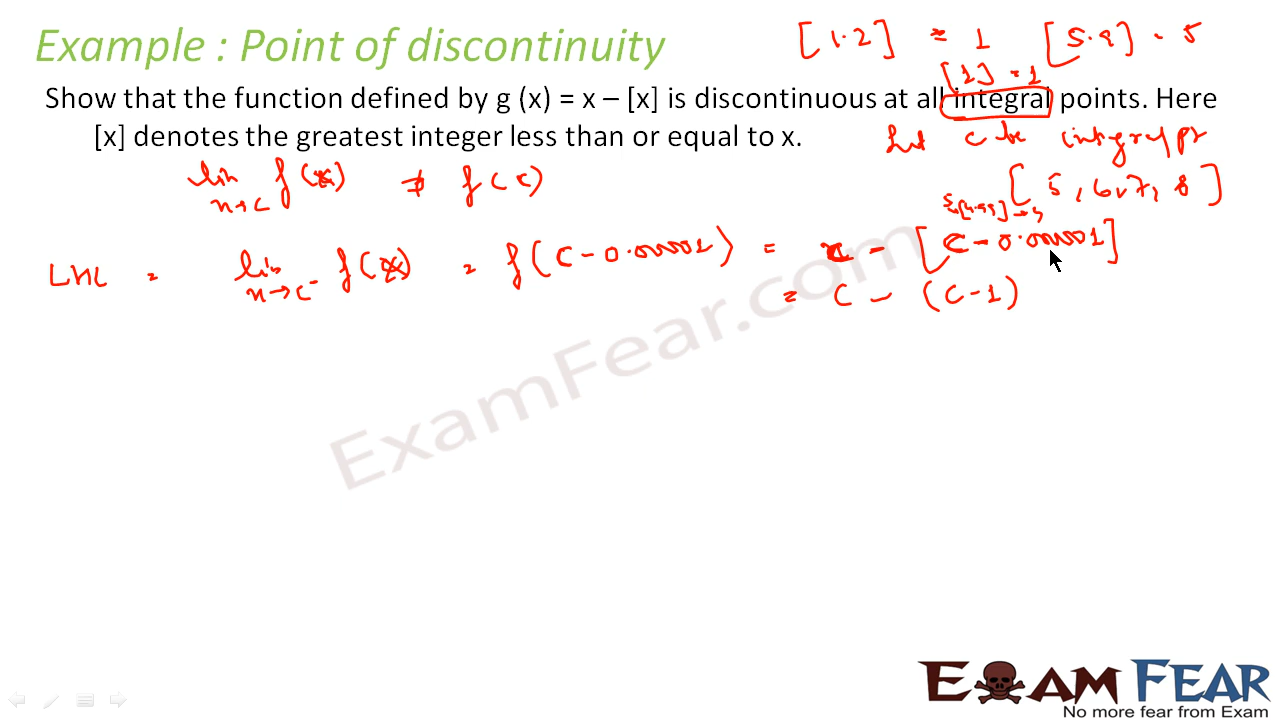 Example : Point of discontinuity
[1.2] = 1 [5.9] = 5
[1] = 1
Show that the function defined by g (x) = x – [x] is discontinuous at all integral points. Here
[x] denotes the greatest integer less than or equal to x.
Let c be integral pt
lim f(x) ≠ f(c)
x→c
[5, 6, 7, 8]
LHL = lim f(x) = f(c-0.00001) = c - [c-0.000001]
x→c-
= c - (c-1)
ExamFear.com
EXAM FEAR
No more fear from Exam